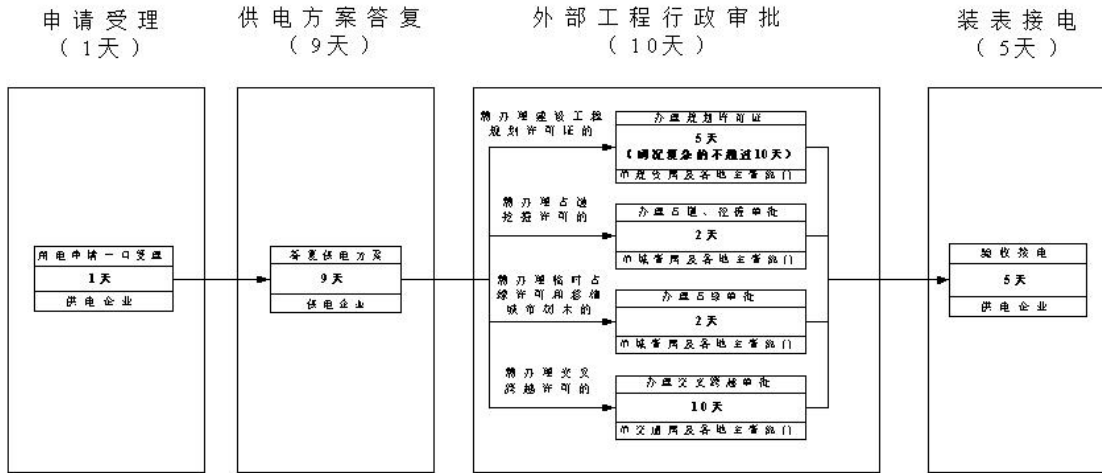 申请受理
（1天）
供电方案答复
（9天）
外部工程行政审批
（10天）
装表接电
（5天）
用电申请一口受理
1天
供电企业
答复供电方案
9天
供电企业
需办理建设工程
规划许可证的
办理规划许可证
5天
（情况复杂的不超过10天）
市规资局及各地主管部门
需办理占道
挖掘许可的
办理占道、挖掘审批
2天
市城管局及各地主管部门
需办理临时占
绿许可和移植
城市树木的
办理占绿审批
2天
市城管局及各地主管部门
需办理交叉
跨越许可的
办理交叉跨越审批
10天
市交通局及各地主管部门
验收接电
5天
供电企业